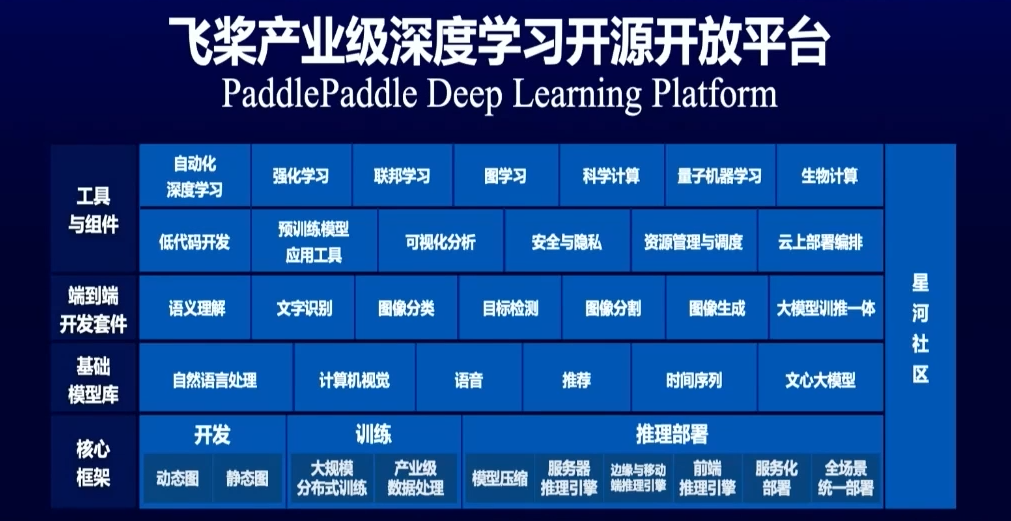 飞桨产业级深度学习开源开放平台
PaddlePaddle Deep Learning Platform
工具
与组件
自动化
深度学习
强化学习
联邦学习
图学习
科学计算
量子机器学习
生物计算
低代码开发
预训练模型
应用工具
可视化分析
安全与隐私
资源管理与调度
云上部署编排
端到端
开发套件
语义理解
文字识别
图像分类
目标检测
图像分割
图像生成
大模型训推一体
基础
模型库
自然语言处理
计算机视觉
语音
推荐
时间序列
文心大模型
核心
框架
开发
动态图
静态图
训练
大规模
分布式训练
产业级
数据处理
推理部署
模型压缩
服务器
推理引擎
边缘与移动
端推理引擎
前端
推理引擎
服务化
部署
全场景
统一部署
星
河
社
区